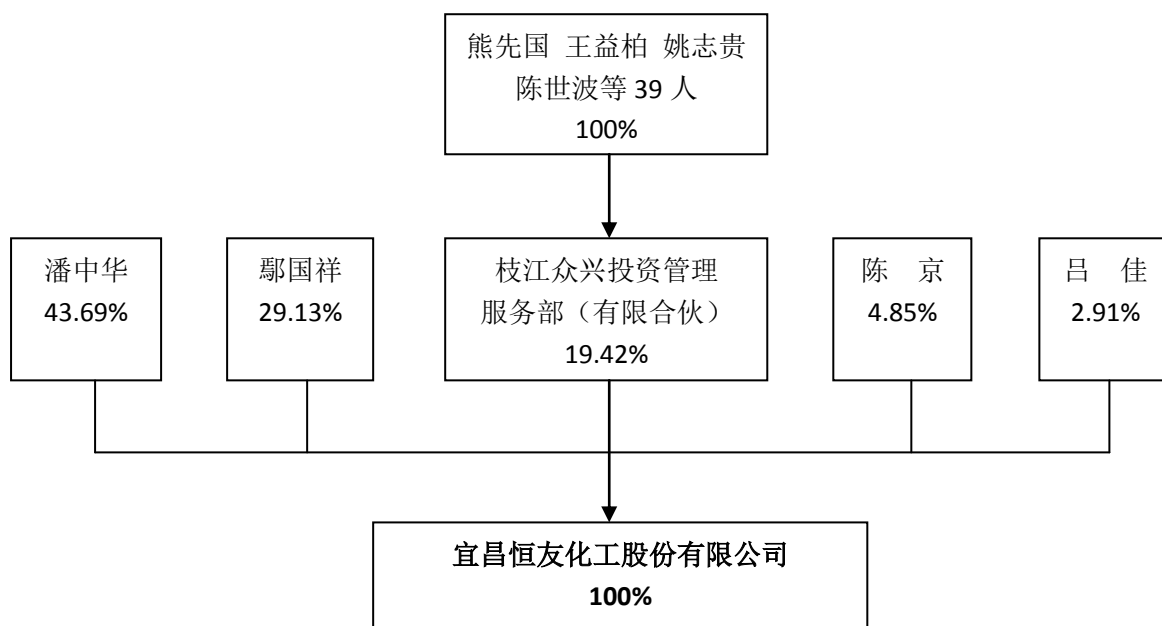 熊先国 王益柏 姚志贵
陈世波等 39 人
100%
潘中华
43.69%
鄢国祥
29.13%
枝江众兴投资管理
服务部（有限合伙）
19.42%
陈 京
4.85%
吕 佳
2.91%
宜昌恒友化工股份有限公司
100%